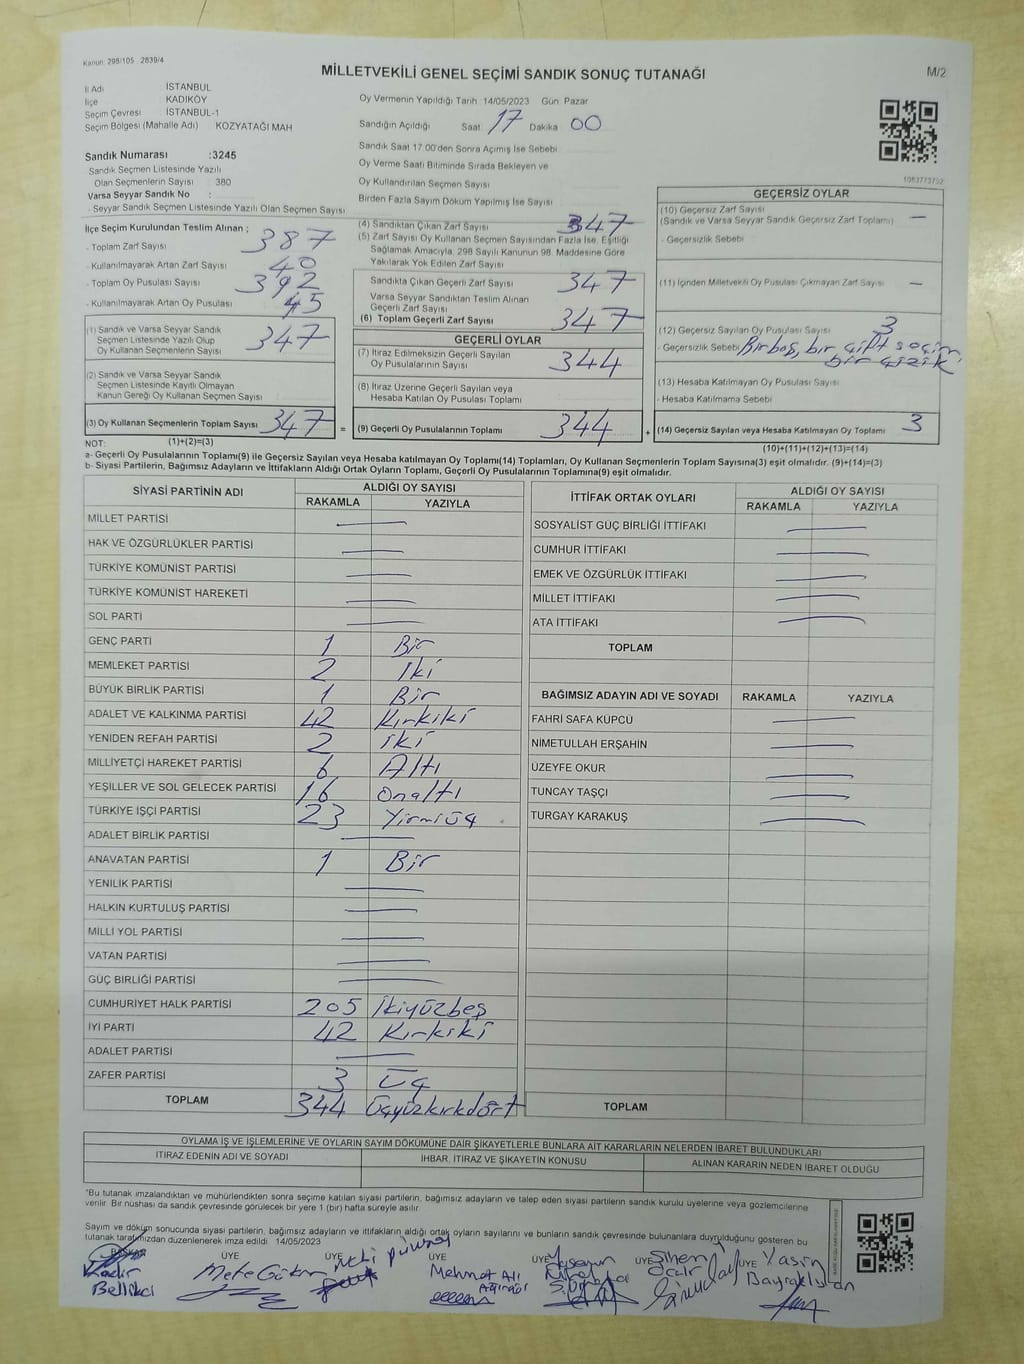 Kanun: 298/105 2839/4
MİLLETVEKİLİ GENEL SEÇİMİ SANDIK SONUÇ TUTANAĞI
M/2
İl Adı İSTANBUL
İlçe KADIKÖY
Seçim Çevresi İSTANBUL-1
Seçim Bölgesi (Mahalle Adı) KOZYATAĞI MAH
Sandık Numarası :3245
Sandık Seçmen Listesinde Yazılı
Olan Seçmenlerin Sayısı : 380
Varsa Seyyar Sandık No :
- Seyyar Sandık Seçmen Listesinde Yazılı Olan Seçmen Sayısı
Oy Vermenin Yapıldığı Tarih 14/05/2023 Gün: Pazar
Sandığın Açıldığı Saat 17 Dakika 00
Sandık Saat 17:00'den Sonra Açılmış İse Sebebi
Oy Verme Saati Bitiminde Sırada Bekleyen ve
Oy Kullandırılan Seçmen Sayısı
Birden Fazla Sayım Döküm Yapılmış İse Sayısı
İlçe Seçim Kurulundan Teslim Alınan ;
- Toplam Zarf Sayısı 387
- Kullanılmayarak Artan Zarf Sayısı 40
- Toplam Oy Pusulası Sayısı 392
- Kullanılmayarak Artan Oy Pusulası 45
(1) Sandık ve Varsa Seyyar Sandık
Seçmen Listesinde Yazılı Olup
Oy Kullanan Seçmenlerin Sayısı 347
(2) Sandık ve Varsa Seyyar Sandık
Seçmen Listesinde Kayıtlı Olmayan
Kanun Gereği Oy Kullanan Seçmen Sayısı
(3) Oy Kullanan Seçmenlerin Toplam Sayısı 347 =
(4) Sandıktan Çıkan Zarf Sayısı 347
(5) Zarf Sayısı Oy Kullanan Seçmen Sayısından Fazla İse, Eşitliği
Sağlamak Amacıyla, 298 Sayılı Kanunun 98. Maddesine Göre
Yakılarak Yok Edilen Zarf Sayısı
Sandıkta Çıkan Geçerli Zarf Sayısı 347
Varsa Seyyar Sandıktan Teslim Alınan
Geçerli Zarf Sayısı
(6) Toplam Geçerli Zarf Sayısı 347
GEÇERLİ OYLAR
(7) İtiraz Edilmeksizin Geçerli Sayılan
Oy Pusulalarının Sayısı 344
(8) İtiraz Üzerine Geçerli Sayılan veya
Hesaba Katılan Oy Pusulası Toplamı
(9) Geçerli Oy Pusulalarının Toplamı 344 +
GEÇERSİZ OYLAR
(10) Geçersiz Zarf Sayısı
(Sandık ve Varsa Seyyar Sandık Geçersiz Zarf Toplamı) —
- Geçersizlik Sebebi
(11) İçinden Milletvekili Oy Pusulası Çıkmayan Zarf Sayısı —
(12) Geçersiz Sayılan Oy Pusulası Sayısı 3
- Geçersizlik Sebebi Bir boş, bir çift seçim,
bir çizik
(13) Hesaba Katılmayan Oy Pusulası Sayısı
- Hesaba Katılmama Sebebi
(14) Geçersiz Sayılan veya Hesaba Katılmayan Oy Toplamı 3
NOT: (1)+(2)=(3) (10)+(11)+(12)+(13)=(14)
a- Geçerli Oy Pusulalarının Toplamı(9) ile Geçersiz Sayılan veya Hesaba katılmayan Oy Toplamı(14) Toplamları, Oy Kullanan Seçmenlerin Toplam Sayısına(3) eşit olmalıdır. (9)+(14)=(3)
b- Siyasi Partilerin, Bağımsız Adayların ve İttifakların Aldığı Ortak Oyların Toplamı, Geçerli Oy Pusulalarının Toplamına(9) eşit olmalıdır.
SİYASİ PARTİNİN ADI ALDIĞI OY SAYISI
RAKAMLA YAZIYLA
MİLLET PARTİSİ —
HAK VE ÖZGÜRLÜKLER PARTİSİ —
TÜRKİYE KOMÜNİST PARTİSİ —
TÜRKİYE KOMÜNİST HAREKETİ —
SOL PARTİ —
GENÇ PARTİ 1 Bir
MEMLEKET PARTİSİ 2 İki
BÜYÜK BİRLİK PARTİSİ 1 Bir
ADALET VE KALKINMA PARTİSİ 42 Kırkiki
YENİDEN REFAH PARTİSİ 2 iki
MİLLİYETÇİ HAREKET PARTİSİ 6 Altı
YEŞİLLER VE SOL GELECEK PARTİSİ 16 Onaltı
TÜRKİYE İŞÇİ PARTİSİ 23 Yirmiüç
ADALET BİRLİK PARTİSİ —
ANAVATAN PARTİSİ 1 Bir
YENİLİK PARTİSİ —
HALKIN KURTULUŞ PARTİSİ —
MİLLİ YOL PARTİSİ —
VATAN PARTİSİ —
GÜÇ BİRLİĞİ PARTİSİ —
CUMHURİYET HALK PARTİSİ 205 İkiyüzbeş
İYİ PARTİ 42 Kırkiki
ADALET PARTİSİ —
ZAFER PARTİSİ 3 Üç
TOPLAM 344 Üçyüzkırkdört
İTTİFAK ORTAK OYLARI ALDIĞI OY SAYISI
RAKAMLA YAZIYLA
SOSYALİST GÜÇ BİRLİĞİ İTTİFAKI —
CUMHUR İTTİFAKI —
EMEK VE ÖZGÜRLÜK İTTİFAKI —
MİLLET İTTİFAKI —
ATA İTTİFAKI —
TOPLAM
BAĞIMSIZ ADAYIN ADI VE SOYADI RAKAMLA YAZIYLA
FAHRİ SAFA KÜPCÜ —
NİMETULLAH ERŞAHİN —
ÜZEYFE OKUR —
TUNCAY TAŞÇI —
TURGAY KARAKUŞ —
TOPLAM
OYLAMA İŞ VE İŞLEMLERİNE VE OYLARIN SAYIM DÖKÜMÜNE DAİR ŞİKAYETLERLE BUNLARA AİT KARARLARIN NELERDEN İBARET BULUNDUKLARI
İTİRAZ EDENİN ADI VE SOYADI İHBAR, İTİRAZ VE ŞİKAYETİN KONUSU ALINAN KARARIN NEDEN İBARET OLDUĞU
*Bu tutanak imzalandıktan ve mühürlendikten sonra seçime katılan siyasi partilerin, bağımsız adayların ve talep eden siyasi partilerin sandık kurulu üyelerine veya gözlemcilerine
verilir. Bir nüshası da sandık çevresinde görülecek bir yere 1 (bir) hafta süreyle asılır.
Sayım ve döküm sonucunda siyasi partilerin, bağımsız adayların ve ittifakların aldığı ortak oyların sayılarını ve bunların sandık çevresinde bulunanlara duyrulduğunu gösteren bu
tutanak tarafımızdan düzenlenerek imza edildi. 14/05/2023
BAŞKAN ÜYE ÜYE ÜYE ÜYE ÜYE ÜYE
Kadir
Mete Gökm
Mehmet Ali
Yasin